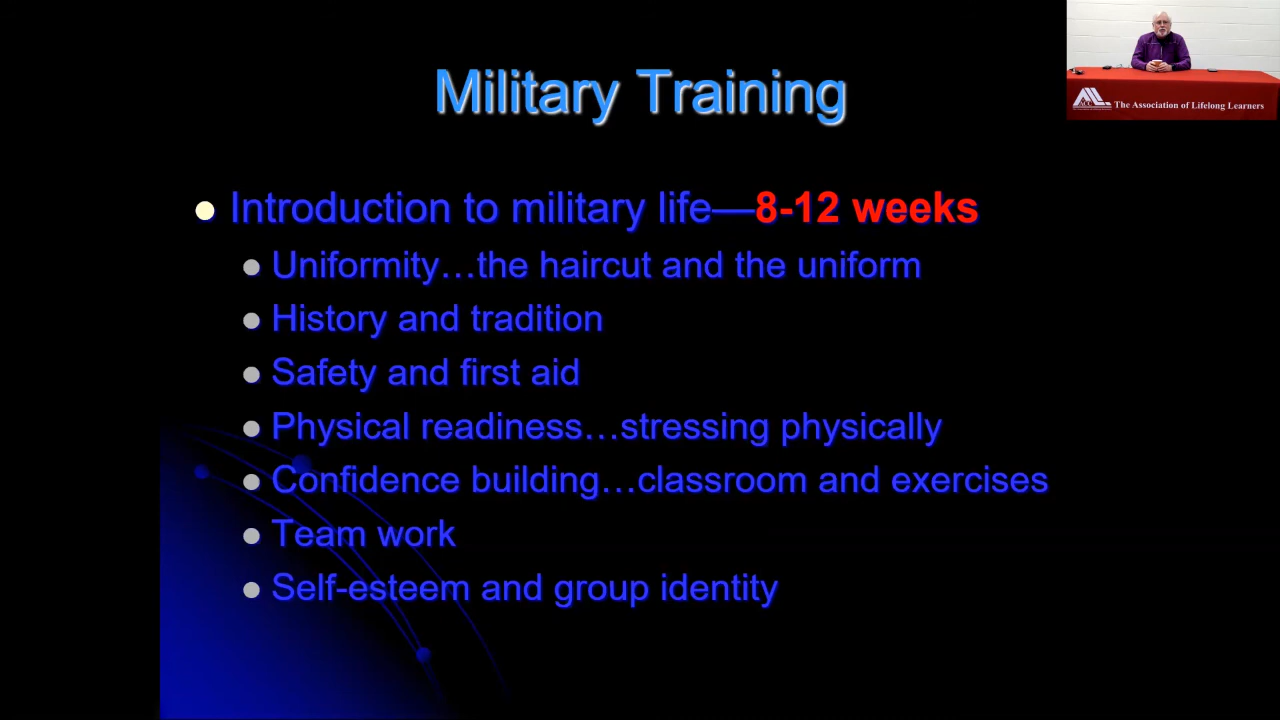 Military Training
Introduction to military life—8-12 weeks
Uniformity…the haircut and the uniform
History and tradition
Safety and first aid
Physical readiness…stressing physically
Confidence building…classroom and exercises
Team work
Self-esteem and group identity
ACC The Association of Lifelong Learners